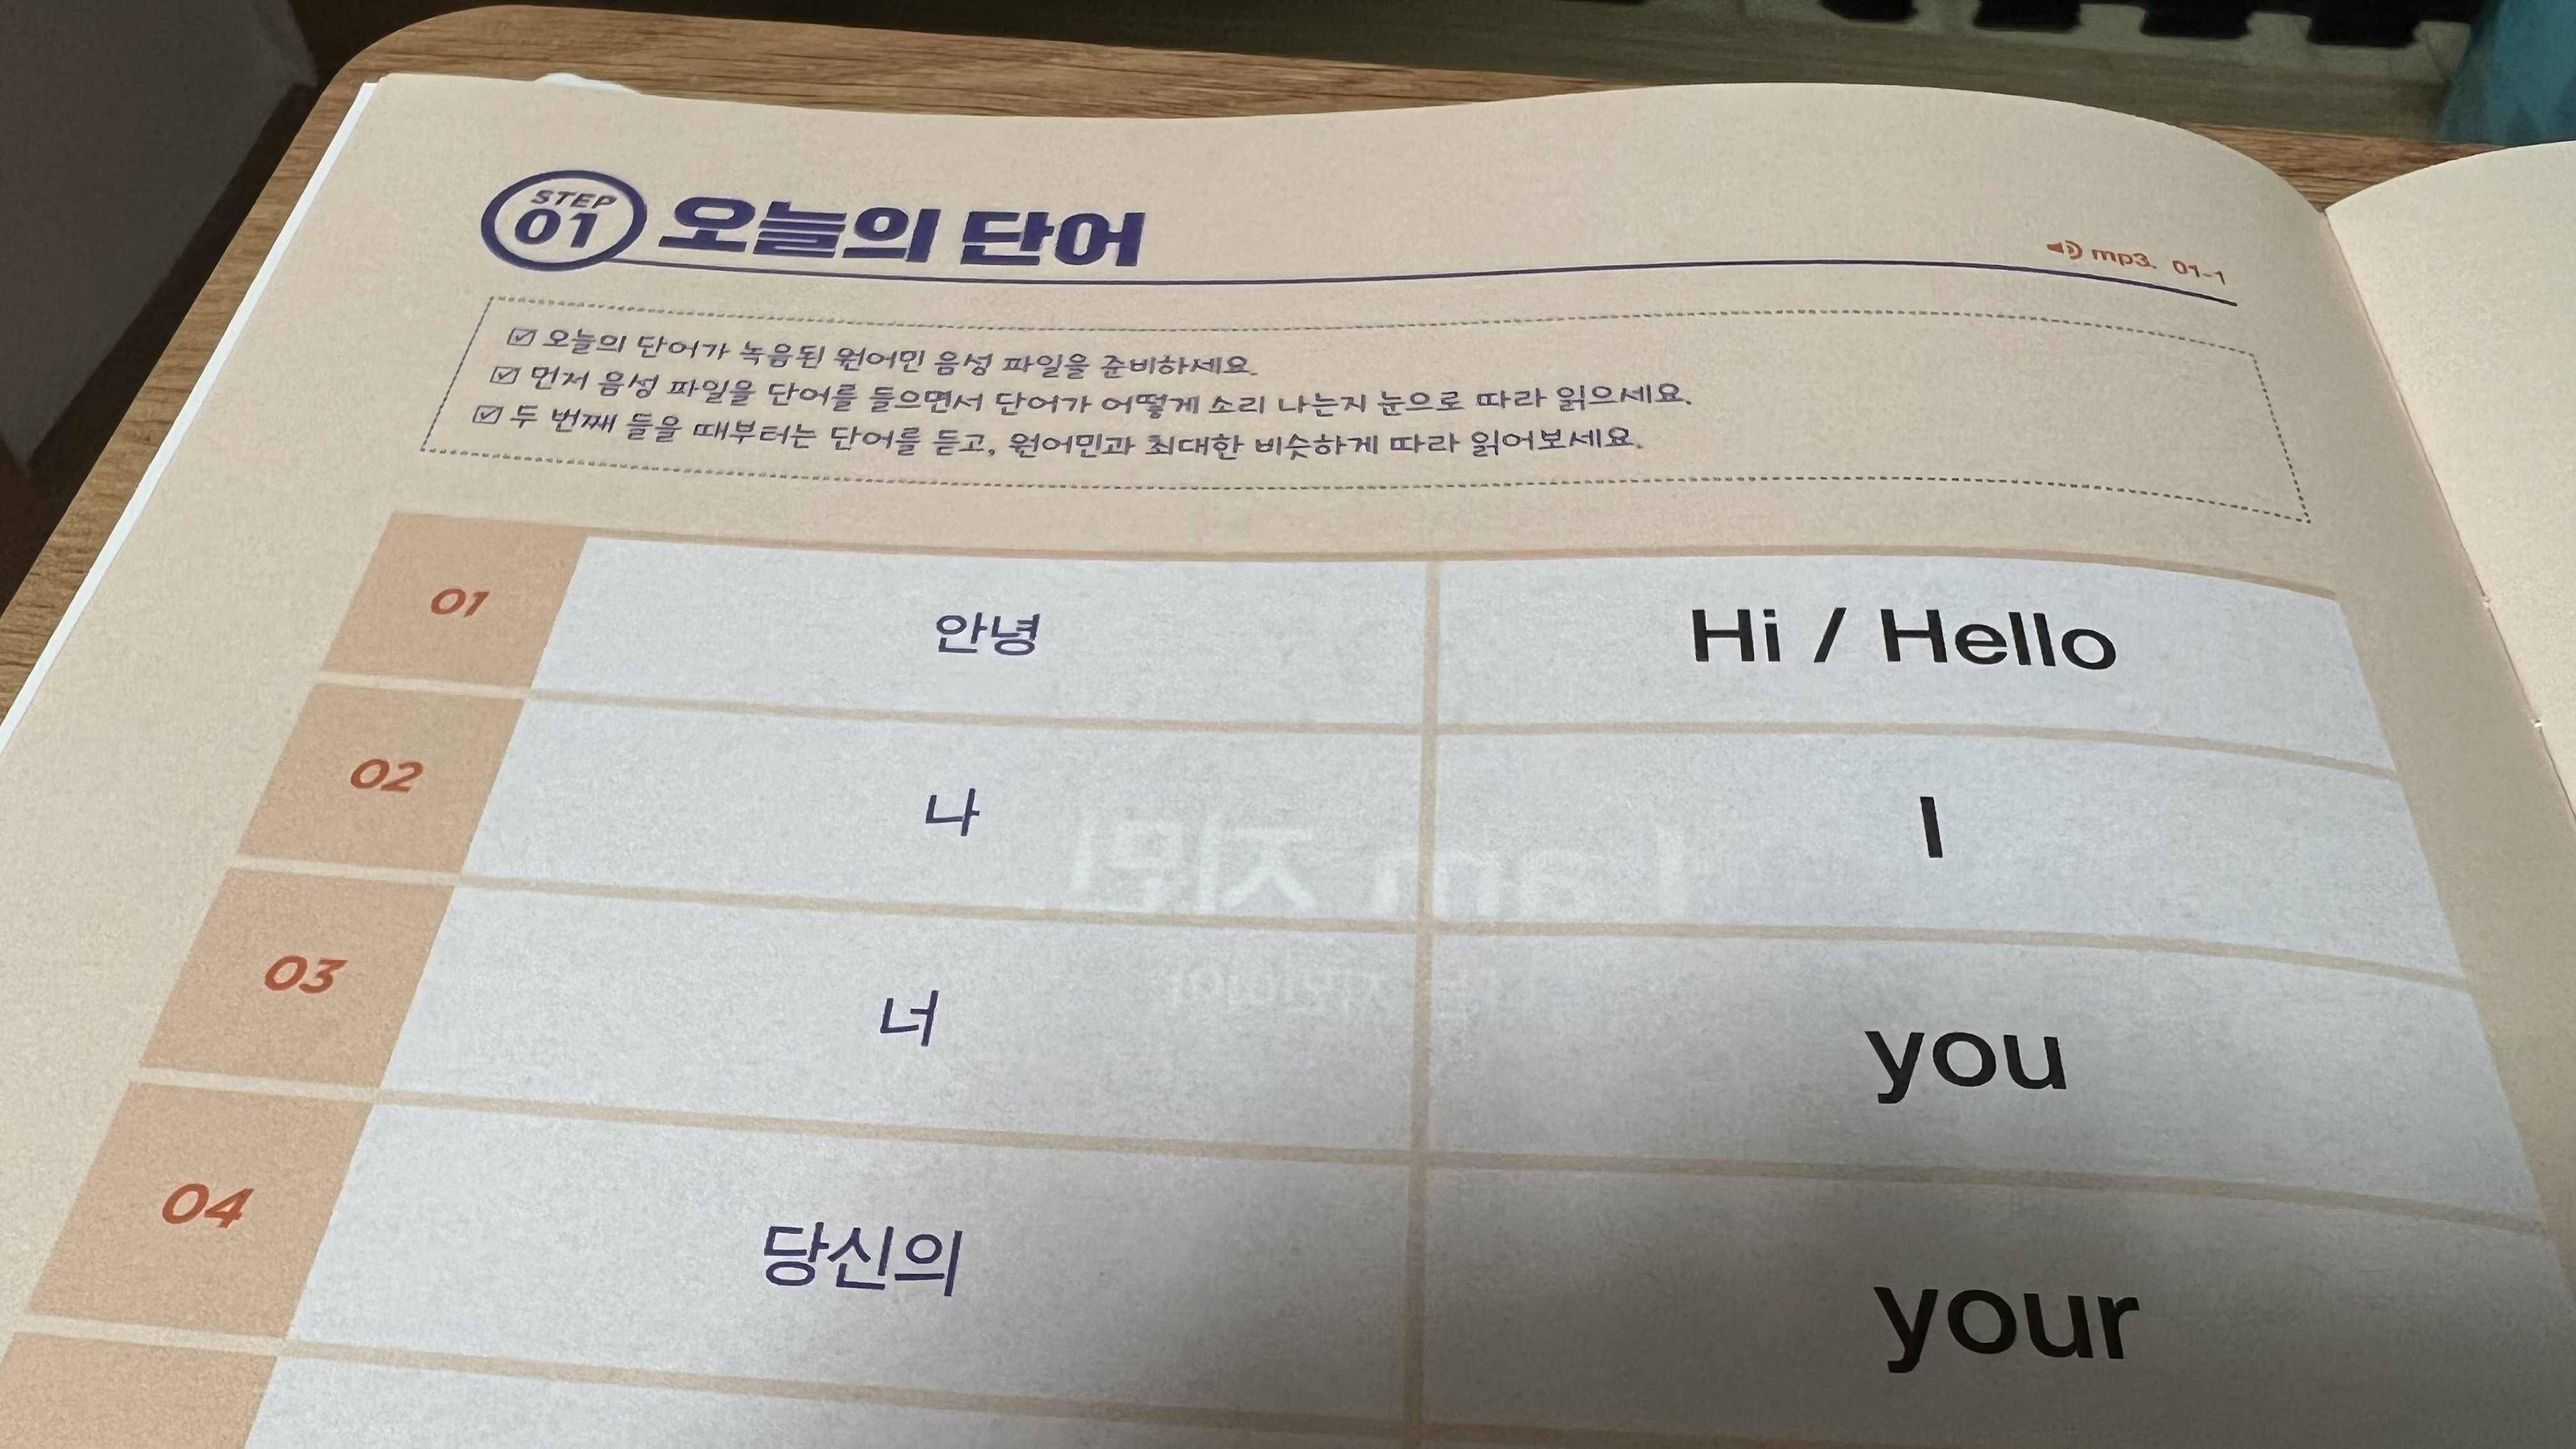 STEP
01 오늘의 단어
mp3. 01-1
오늘의 단어가 녹음된 원어민 음성 파일을 준비하세요.
먼저 음성 파일을 단어를 들으면서 단어가 어떻게 소리 나는지 눈으로 따라 읽으세요.
두 번째 들을 때부터는 단어를 듣고, 원어민과 최대한 비슷하게 따라 읽어보세요.
01 안녕 Hi / Hello
02 나 I
03 너 you
04 당신의 your